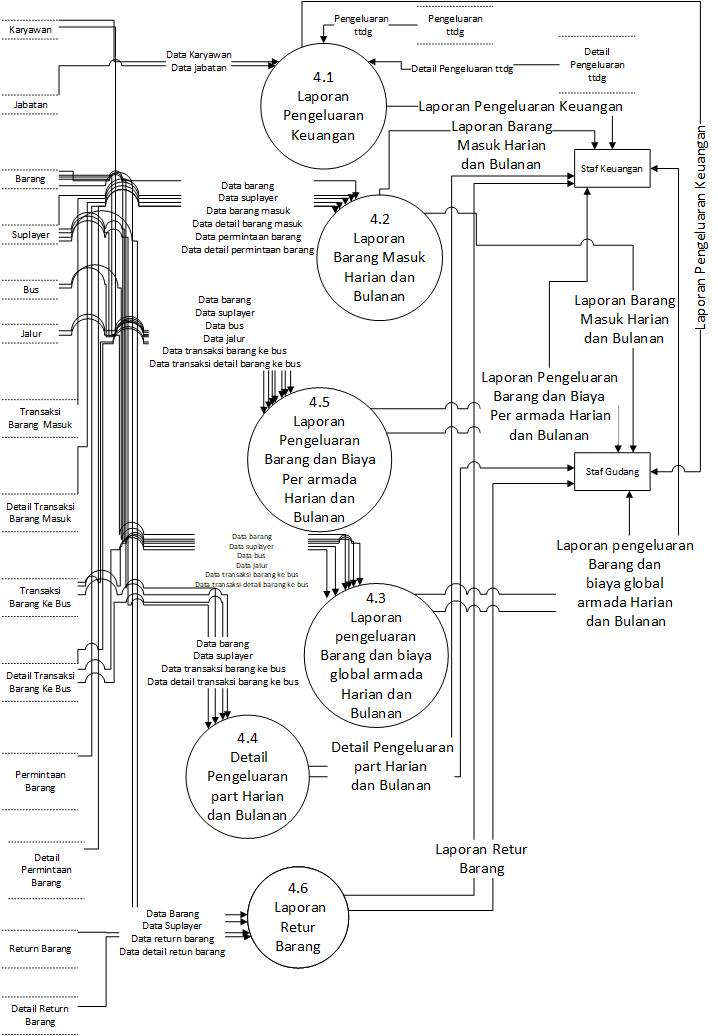 Karyawan
Jabatan
Barang
Suplayer
Bus
Jalur
Transaksi
Barang Masuk
Detail Transaksi
Barang Masuk
Transaksi
Barang Ke Bus
Detail Transaksi
Barang Ke Bus
Permintaan
Barang
Detail
Permintaan
Barang
Return Barang
Detail Return
Barang
Pengeluaran
ttdg
Pengeluaran
ttdg
Detail
Pengeluaran
ttdg
Detail Pengeluaran ttdg
Data Karyawan
Data jabatan
4.1
Laporan
Pengeluaran
Keuangan
Laporan Pengeluaran Keuangan
Laporan Barang
Masuk Harian
dan Bulanan
Staf Keuangan
Laporan Pengeluaran Keuangan
Data barang
Data suplayer
Data barang masuk
Data detail barang masuk
Data permintaan barang
Data detail permintaan barang
4.2
Laporan
Barang Masuk
Harian dan
Bulanan
Laporan Barang
Masuk Harian
dan Bulanan
Data barang
Data suplayer
Data bus
Data jalur
Data transaksi barang ke bus
Data transaksi detail barang ke bus
4.5
Laporan
Pengeluaran
Barang dan Biaya
Per armada
Harian dan
Bulanan
Laporan Pengeluaran
Barang dan Biaya
Per armada Harian
dan Bulanan
Staf Gudang
Data barang
Data suplayer
Data bus
Data jalur
Data transaksi barang ke bus
Data transaksi detail barang ke bus
4.3
Laporan
pengeluaran
Barang dan biaya
global armada
Harian dan
Bulanan
Laporan pengeluaran
Barang dan
biaya global
armada Harian
dan Bulanan
Data barang
Data suplayer
Data transaksi barang ke bus
Data detail transaksi barang ke bus
4.4
Detail
Pengeluaran
part Harian
dan Bulanan
Detail Pengeluaran
part Harian
dan Bulanan
Laporan Retur
Barang
Data Barang
Data Suplayer
Data return barang
Data detail retun barang
4.6
Laporan
Retur
Barang